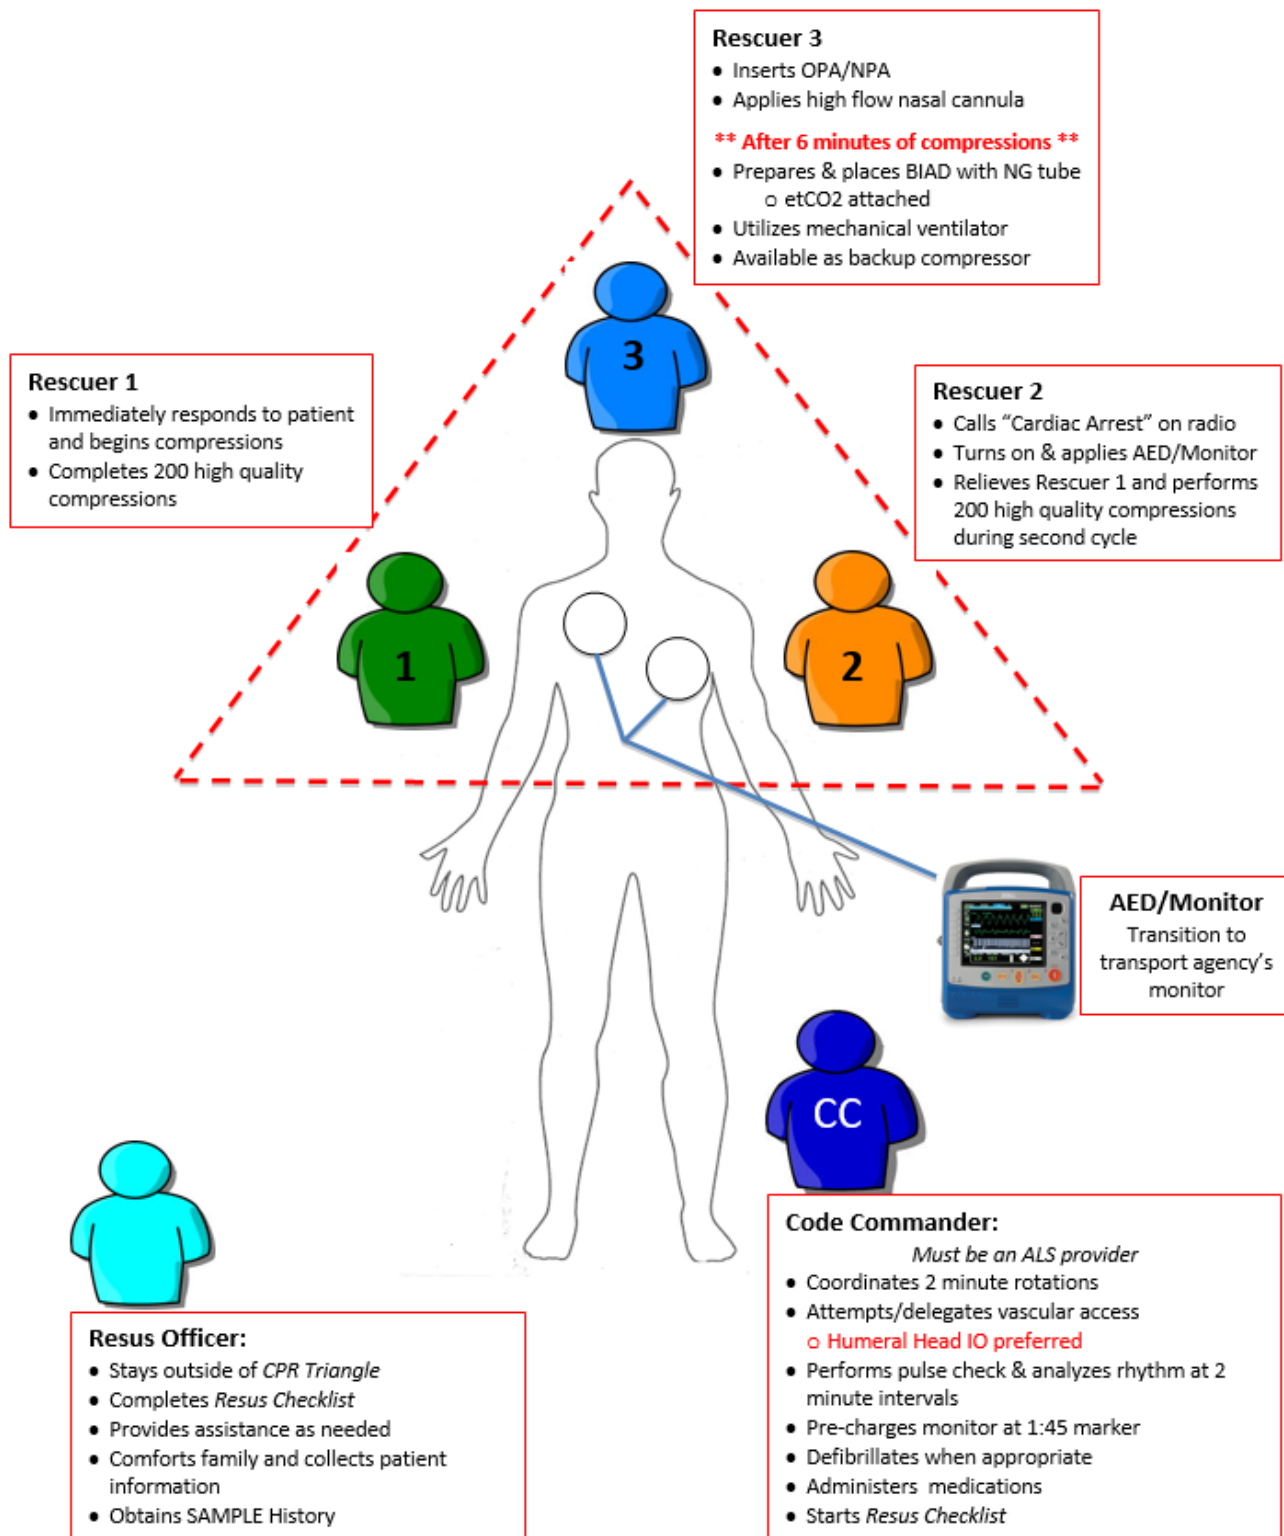 Rescuer 3
• Inserts OPA/NPA
• Applies high flow nasal cannula
** After 6 minutes of compressions **
• Prepares & places BIAD with NG tube
o etCO2 attached
• Utilizes mechanical ventilator
• Available as backup compressor
3
Rescuer 1
• Immediately responds to patient
and begins compressions
• Completes 200 high quality
compressions
Rescuer 2
• Calls “Cardiac Arrest” on radio
• Turns on & applies AED/Monitor
• Relieves Rescuer 1 and performs
200 high quality compressions
during second cycle
1
2
AED/Monitor
Transition to
transport agency’s
monitor
CC
Code Commander:
Must be an ALS provider
• Coordinates 2 minute rotations
• Attempts/delegates vascular access
o Humeral Head IO preferred
• Performs pulse check & analyzes rhythm at 2
minute intervals
• Pre-charges monitor at 1:45 marker
• Defibrillates when appropriate
• Administers medications
• Starts Resus Checklist
Resus Officer:
• Stays outside of CPR Triangle
• Completes Resus Checklist
• Provides assistance as needed
• Comforts family and collects patient
information
• Obtains SAMPLE History